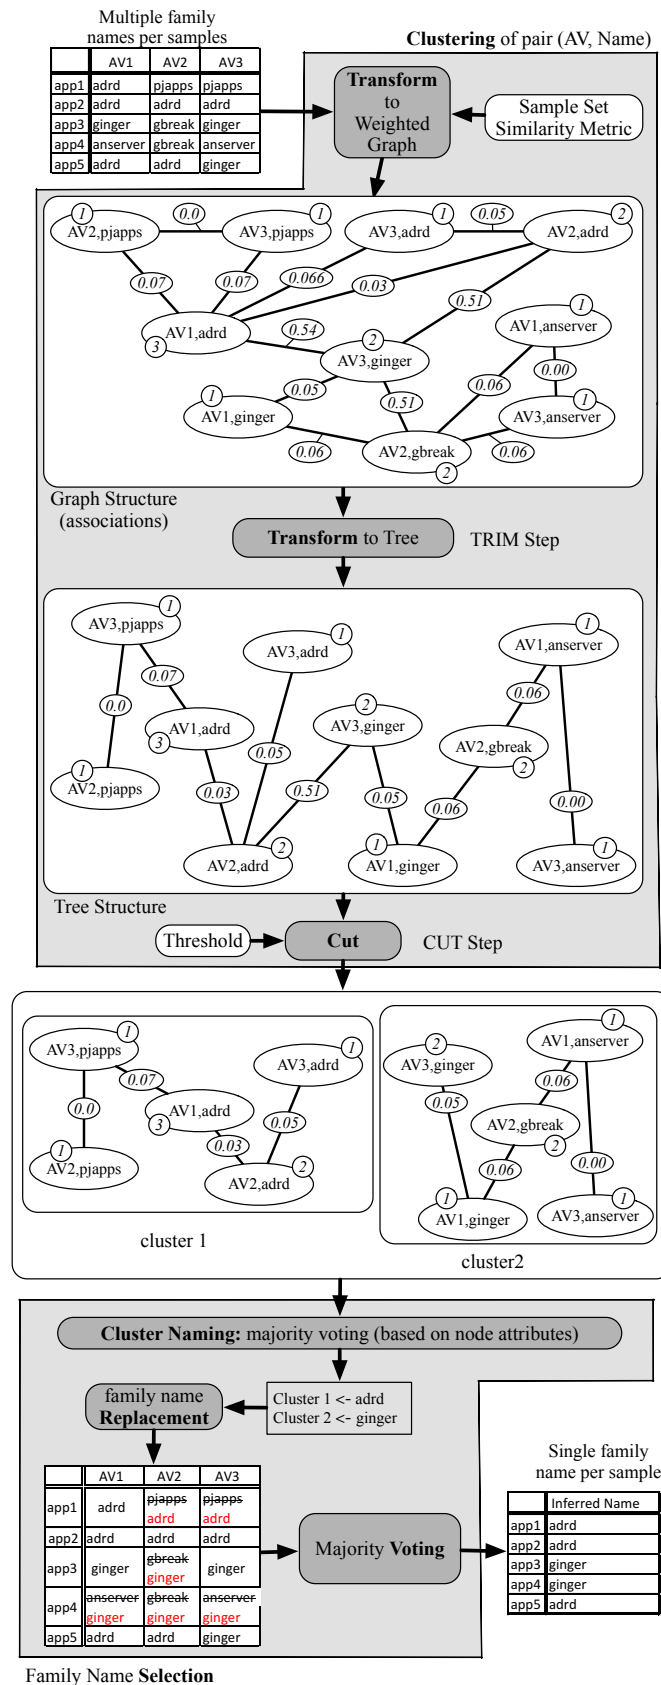 Multiple family
names per samples
Clustering of pair (AV, Name)
AV1 AV2 AV3
app1 adrd pjapps pjapps
app2 adrd adrd adrd
app3 ginger gbreak ginger
app4 anserver gbreak anserver
app5 adrd adrd ginger
Transform
to
Weighted
Graph
Sample Set
Similarity Metric
1 0.0 1 1 0.05 2
AV2,pjapps AV3,pjapps AV3,adrd AV2,adrd
0.07 0.07 0.066 0.03 0.51
AV1,adrd 3 0.54 2 AV3,ginger 1 AV1,anserver
1 AV1,ginger 0.05 0.51 0.06 0.00 1 AV3,anserver
0.06 AV2,gbreak 2 0.06
Graph Structure
(associations)
Transform to Tree
TRIM Step
AV3,pjapps 1
AV3,adrd 1
AV1,anserver 1
0.0 0.07 0.06
AV1,adrd 3
AV3,ginger 2
AV2,gbreak 2
AV2,pjapps 1
0.03 0.05 0.51 0.05 0.06 0.00
AV2,adrd 2
AV1,ginger 1
AV3,anserver 1
Tree Structure
Threshold
Cut
CUT Step
AV3,pjapps 1
AV3,adrd 1
0.0 0.07
AV1,adrd 3
0.03 0.05
AV2,pjapps 1
AV2,adrd 2
cluster 1
AV1,anserver 1
AV3,ginger 2
0.05 0.06
AV2,gbreak 2
0.06 0.00
AV1,ginger 1
AV3,anserver 1
cluster2
Cluster Naming: majority voting (based on node attributes)
family name
Replacement
Cluster 1 <- adrd
Cluster 2 <- ginger
AV1 AV2 AV3
app1 adrd pjapps adrd pjapps adrd
app2 adrd adrd adrd
app3 ginger gbreak ginger ginger
app4 anserver ginger gbreak ginger anserver ginger
app5 adrd adrd ginger
Majority Voting
Single family
name per sample
Inferred Name
app1 adrd
app2 adrd
app3 ginger
app4 ginger
app5 adrd
Family Name Selection